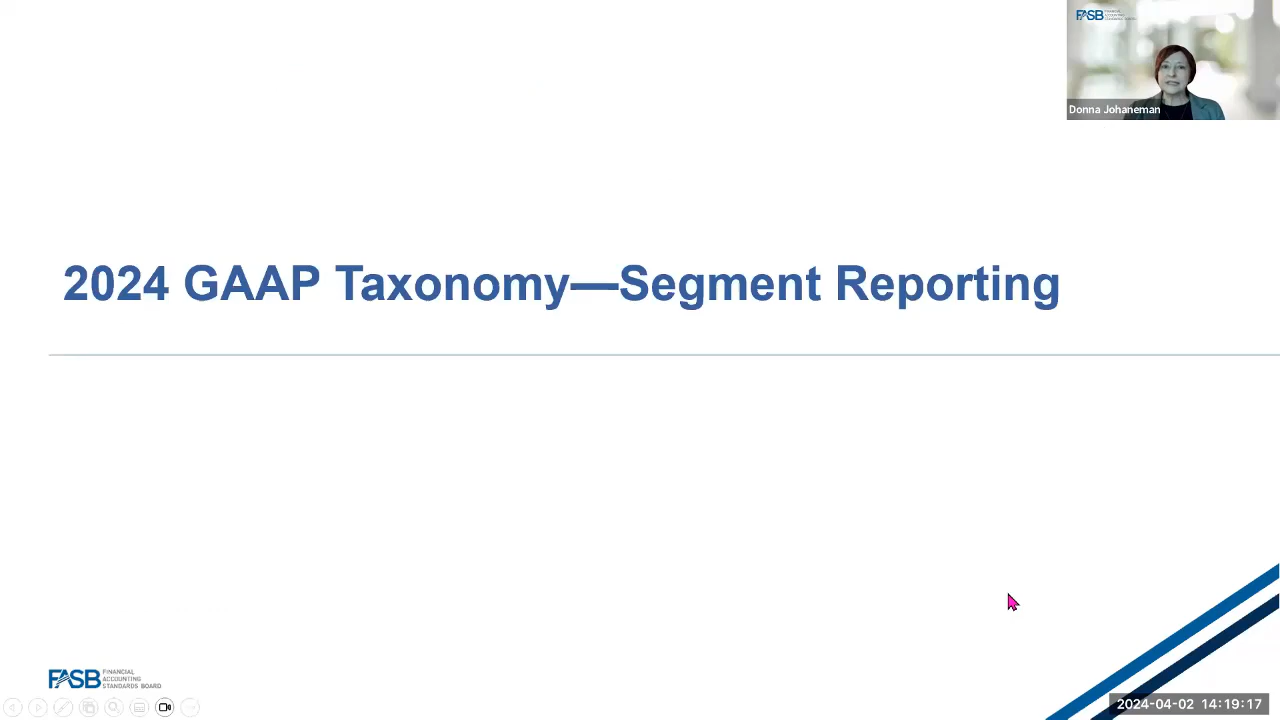 FASB
Donna Johaneman
2024 GAAP Taxonomy—Segment Reporting
FASB
FINANCIAL
ACCOUNTING
STANDARDS BOARD
2024-04-02 14:19:17